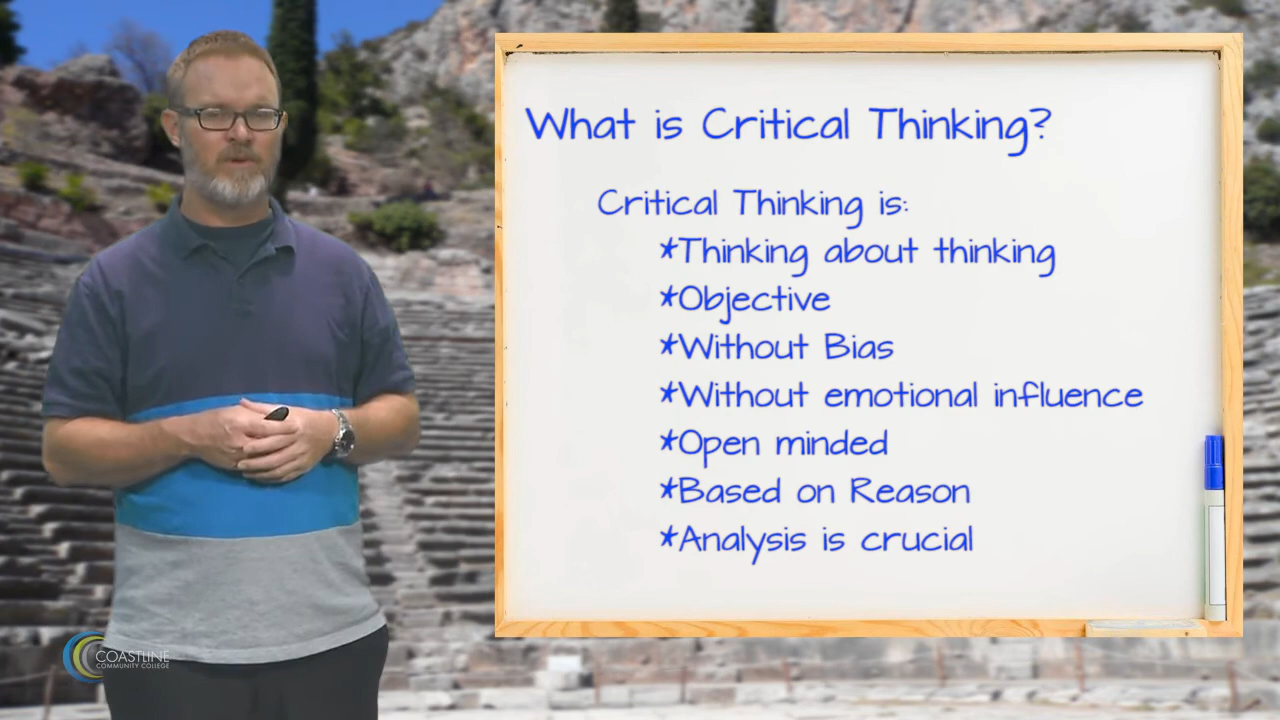 What is Critical Thinking?
Critical Thinking is:
*Thinking about thinking
*Objective
*Without Bias
*Without emotional influence
*Open minded
*Based on Reason
*Analysis is crucial
COASTLINE
COMMUNITY COLLEGE